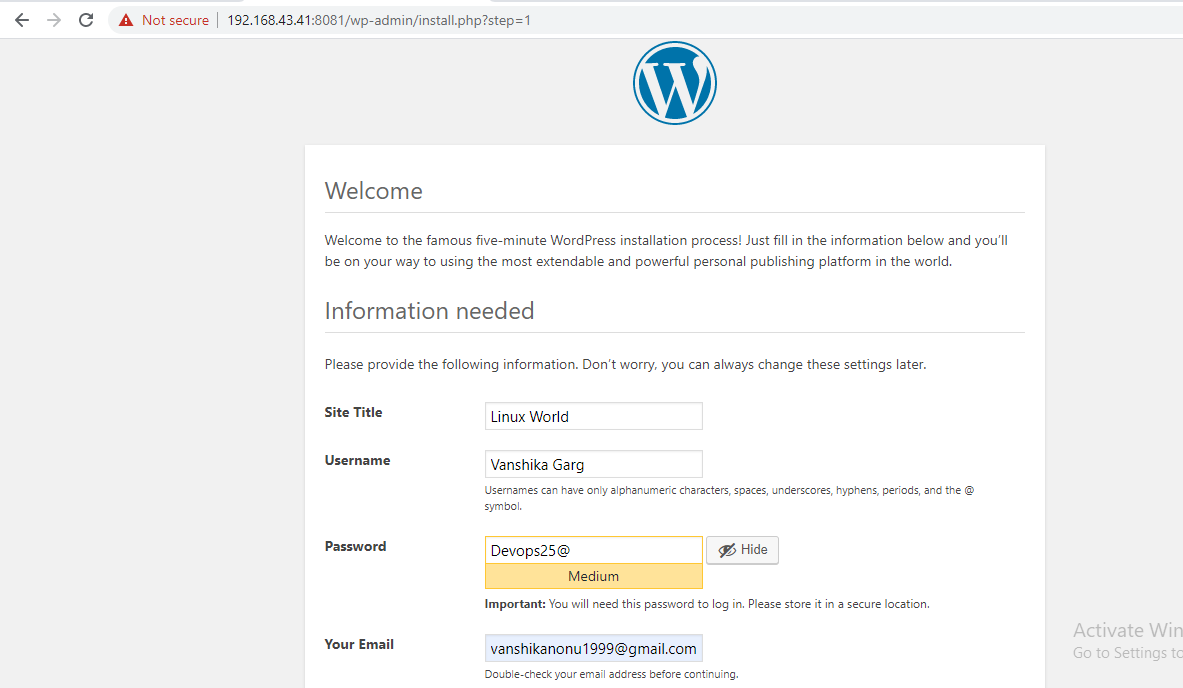 Not secure | 192.168.43.41:8081/wp-admin/install.php?step=1
W
Welcome
Welcome to the famous five-minute WordPress installation process! Just fill in the information below and you’ll
be on your way to using the most extendable and powerful personal publishing platform in the world.
Information needed
Please provide the following information. Don’t worry, you can always change these settings later.
Site Title
Linux World
Username
Vanshika Garg
Usernames can have only alphanumeric characters, spaces, underscores, hyphens, periods, and the @
symbol.
Password
Devops25@
Hide
Medium
Important: You will need this password to log in. Please store it in a secure location.
Your Email
vanshikanonu1999@gmail.com
Double-check your email address before continuing.
Activate Win
Go to Settings to